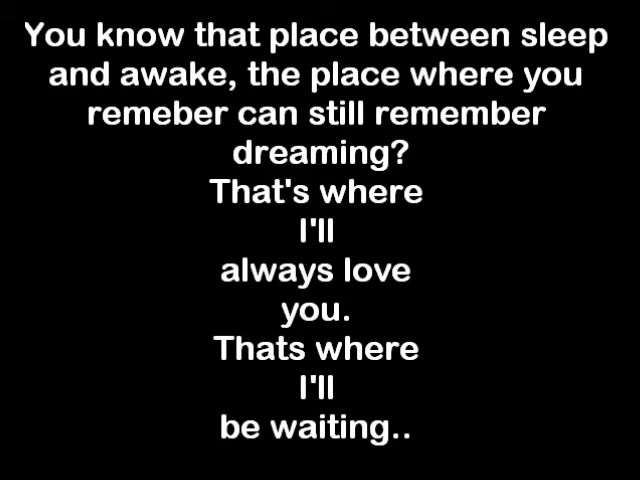 You know that place between sleep
and awake, the place where you
remeber can still remember
dreaming?
That's where
I'll
always love
you.
Thats where
I'll
be waiting..